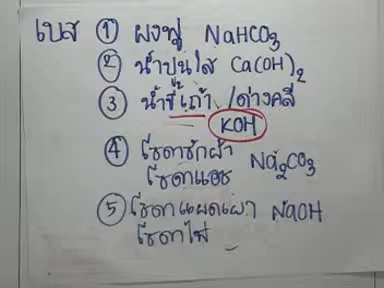 เบส ① ผงฟู NaHCO3
② น้ำปูนใส Ca(OH)2
③ น้ำขี้เถ้า /ด่างคลี
KOH
④ โซดาซักผ้า Na2CO3
โซดาแอช
⑤ โซดาแผดเผา NaOH
โซดาไฟ